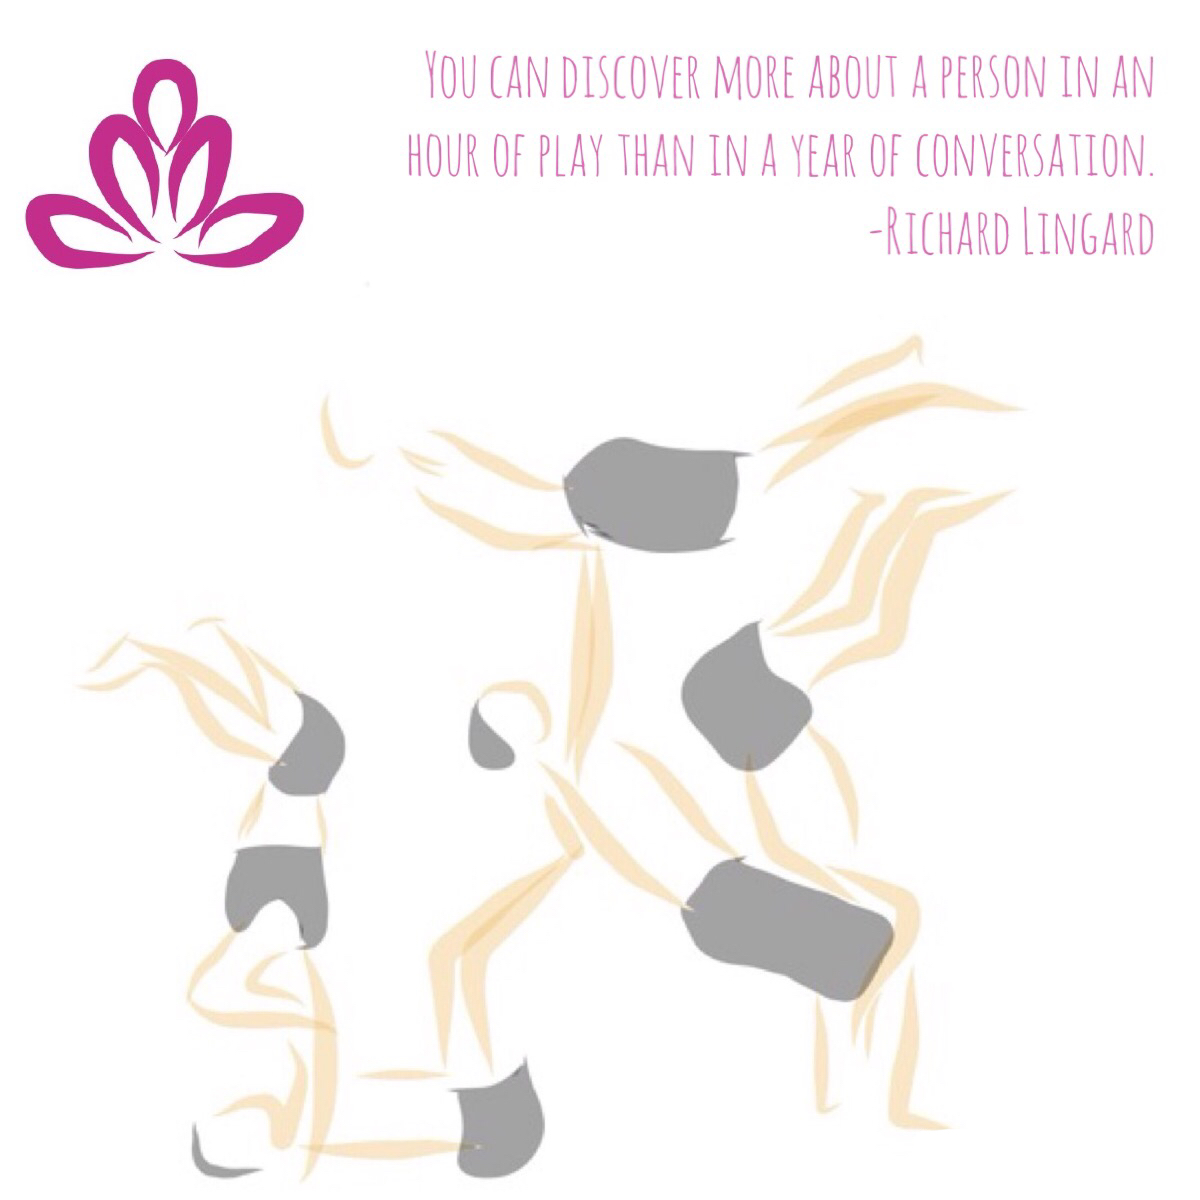 You can discover more about a person in an
hour of play than in a year of conversation.
-Richard Lingard